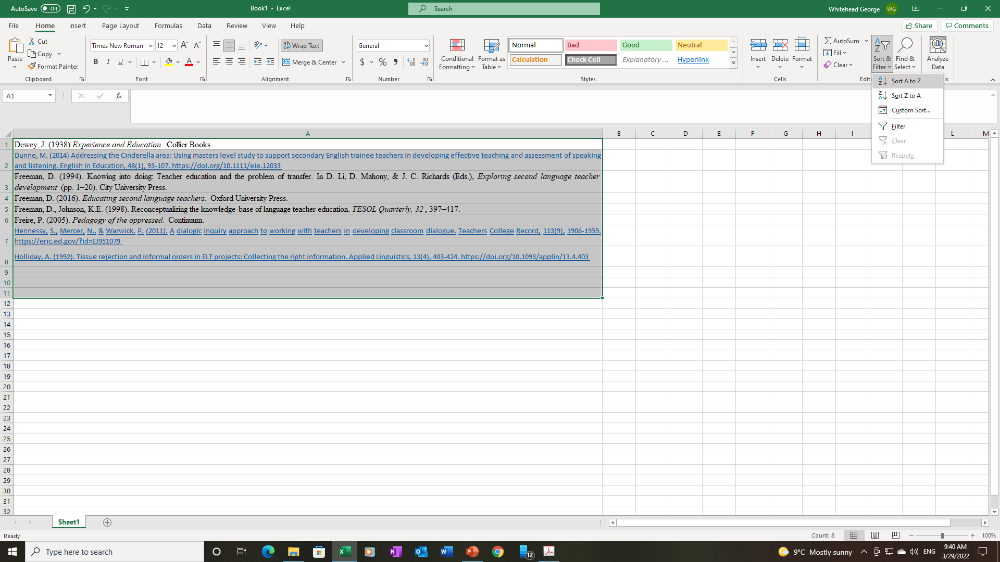 AutoSave Off Book1 - Excel Search Whitehead George WG
File Home Insert Page Layout Formulas Data Review View Help Share Comments
Paste Cut Copy Format Painter Clipboard
Times New Roman 12 B I U A Font
Wrap Text Merge & Center Alignment
General $ % Number
Conditional Formatting Format as Table
Normal Bad Good Neutral
Calculation Check Cell Explanatory ... Hyperlink
Styles
Insert Delete Format Cells
AutoSum Fill Clear Sort & Filter Find & Select Editi
Analyze Data is
Sort A to Z
Sort Z to A
Custom Sort...
Filter
Clear
Reapply
A1 fx
A B C D E F G H I L M
1 Dewey, J. (1938) Experience and Education . Collier Books.
Dunne, M. (2014) Addressing the Cinderella area: Using masters level study to support secondary English trainee teachers in developing effective teaching and assessment of speaking
2 and listening. English in Education, 48(1), 93-107. https://doi.org/10.1111/eie.12033
Freeman, D. (1994). Knowing into doing: Teacher education and the problem of transfer. In D. Li, D. Mahony, & J. C. Richards (Eds.), Exploring second language teacher
3 development (pp. 1–20). City University Press.
4 Freeman, D. (2016). Educating second language teachers. Oxford University Press.
5 Freeman, D., Johnson, K.E. (1998). Reconceptualizing the knowledge-base of language teacher education. TESOL Quarterly, 32 , 397–417.
6 Freire, P. (2005). Pedagogy of the oppressed. Continuum.
Hennessy, S., Mercer, N., & Warwick, P. (2011). A dialogic inquiry approach to working with teachers in developing classroom dialogue. Teachers College Record, 113(9), 1906-1959.
7 https://eric.ed.gov/?id=EJ951079
8 Holliday, A. (1992). Tissue rejection and informal orders in ELT projects: Collecting the right information. Applied Linguistics, 13(4), 403-424. https://doi.org/10.1093/applin/13.4.403
9
10
11
12
13
14
15
16
17
18
19
20
21
22
23
24
25
26
27
28
29
30
31
32
Sheet1
Ready Count: 8 100%
Type here to search 12 9°C Mostly sunny ENG 9:40 AM
3/29/2022